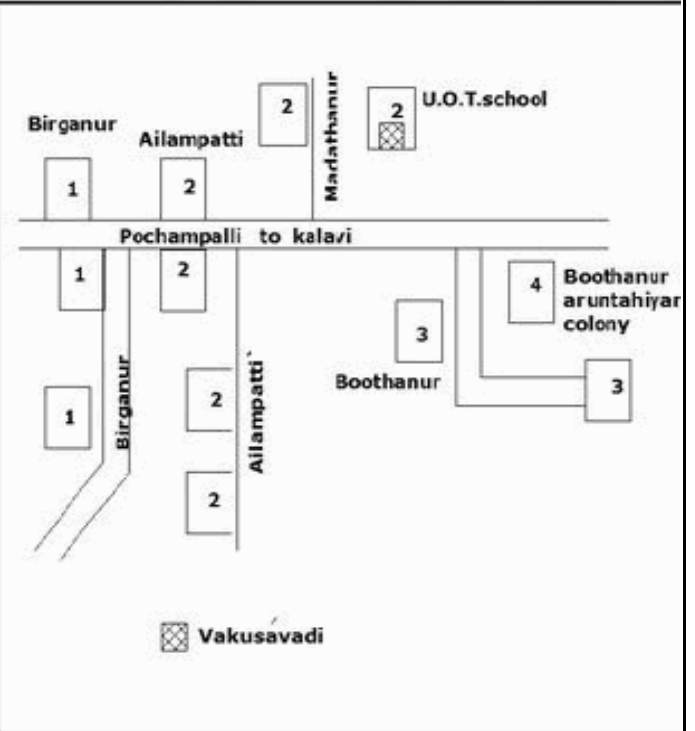 2
Madathanur
2
U.O.T.school
Birganur
Ailampatti
1
2
Pochampalli to kalavi
1
2
4
Boothanur
aruntahiyar
colony
3
Boothanur
3
Birganur
1
2
Ailampatti`
2
Vakusavadi